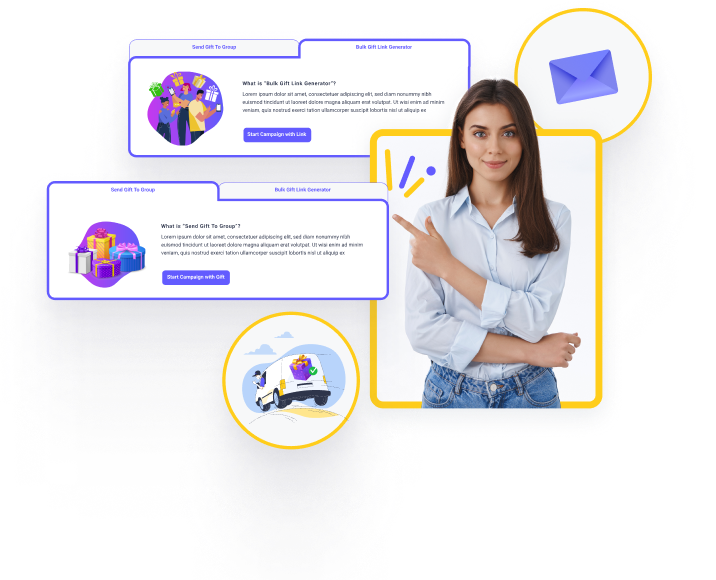 Send Gift To Group
Bulk Gift Link Generator
What is "Bulk Gift Link Generator"?
Lorem ipsum dolor sit amet, consectetuer adipiscing elit, sed diam nonummy nibh
euismod tincidunt ut laoreet dolore magna aliquam erat volutpat. Ut wisi enim ad minim
veniam, quis nostrud exerci tation ullamcorper suscipit lobortis nisl ut aliquip ex
Start Campaign with Link
Send Gift To Group
Bulk Gift Link Generator
What is "Send Gift To Group"?
Lorem ipsum dolor sit amet, consectetuer adipiscing elit, sed diam nonummy nibh
euismod tincidunt ut laoreet dolore magna aliquam erat volutpat. Ut wisi enim ad minim
veniam, quis nostrud exerci tation ullamcorper suscipit lobortis nisl ut aliquip ex
Start Campaign with Gift